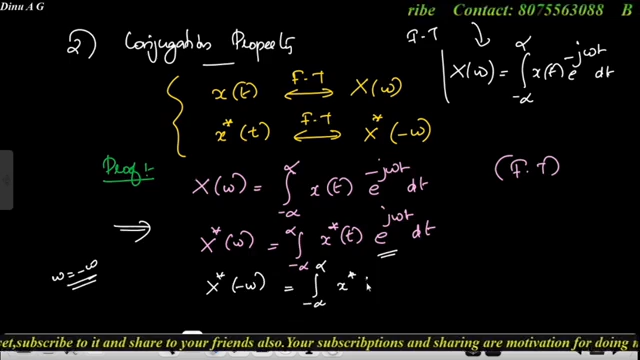 Dinu A G
ribe / Contact: 8075563088 B
2) Conjugation Property
F.T
X(ω) = ∫_{-α}^{α} x(t) e^{-jωt} dt
x(t) ⟷^{F.T} X(ω)
x*(t) ⟷^{F.T} X*(-ω)
Proof :-
(F.T)
X(ω) = ∫_{-α}^{α} x(t) e^{-jωt} dt
⟹ X*(ω) = ∫_{-α}^{α} x*(t) e^{jωt} dt
ω = -ω
X*(-ω) = ∫_{-α}^{α} x*
et,subscribe to it and share to your friends also.Your subscribptions and sharing are motivation for doing